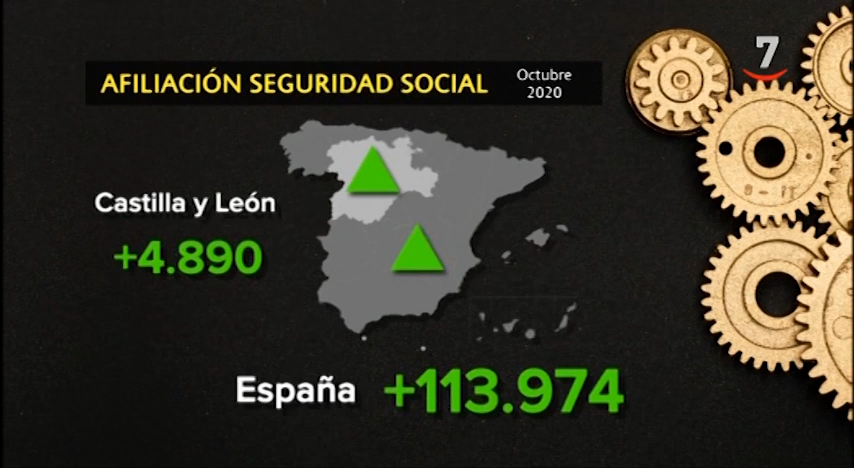 7
AFILIACIÓN SEGURIDAD SOCIAL
Octubre
2020
Castilla y León
+4.890
España
+113.974